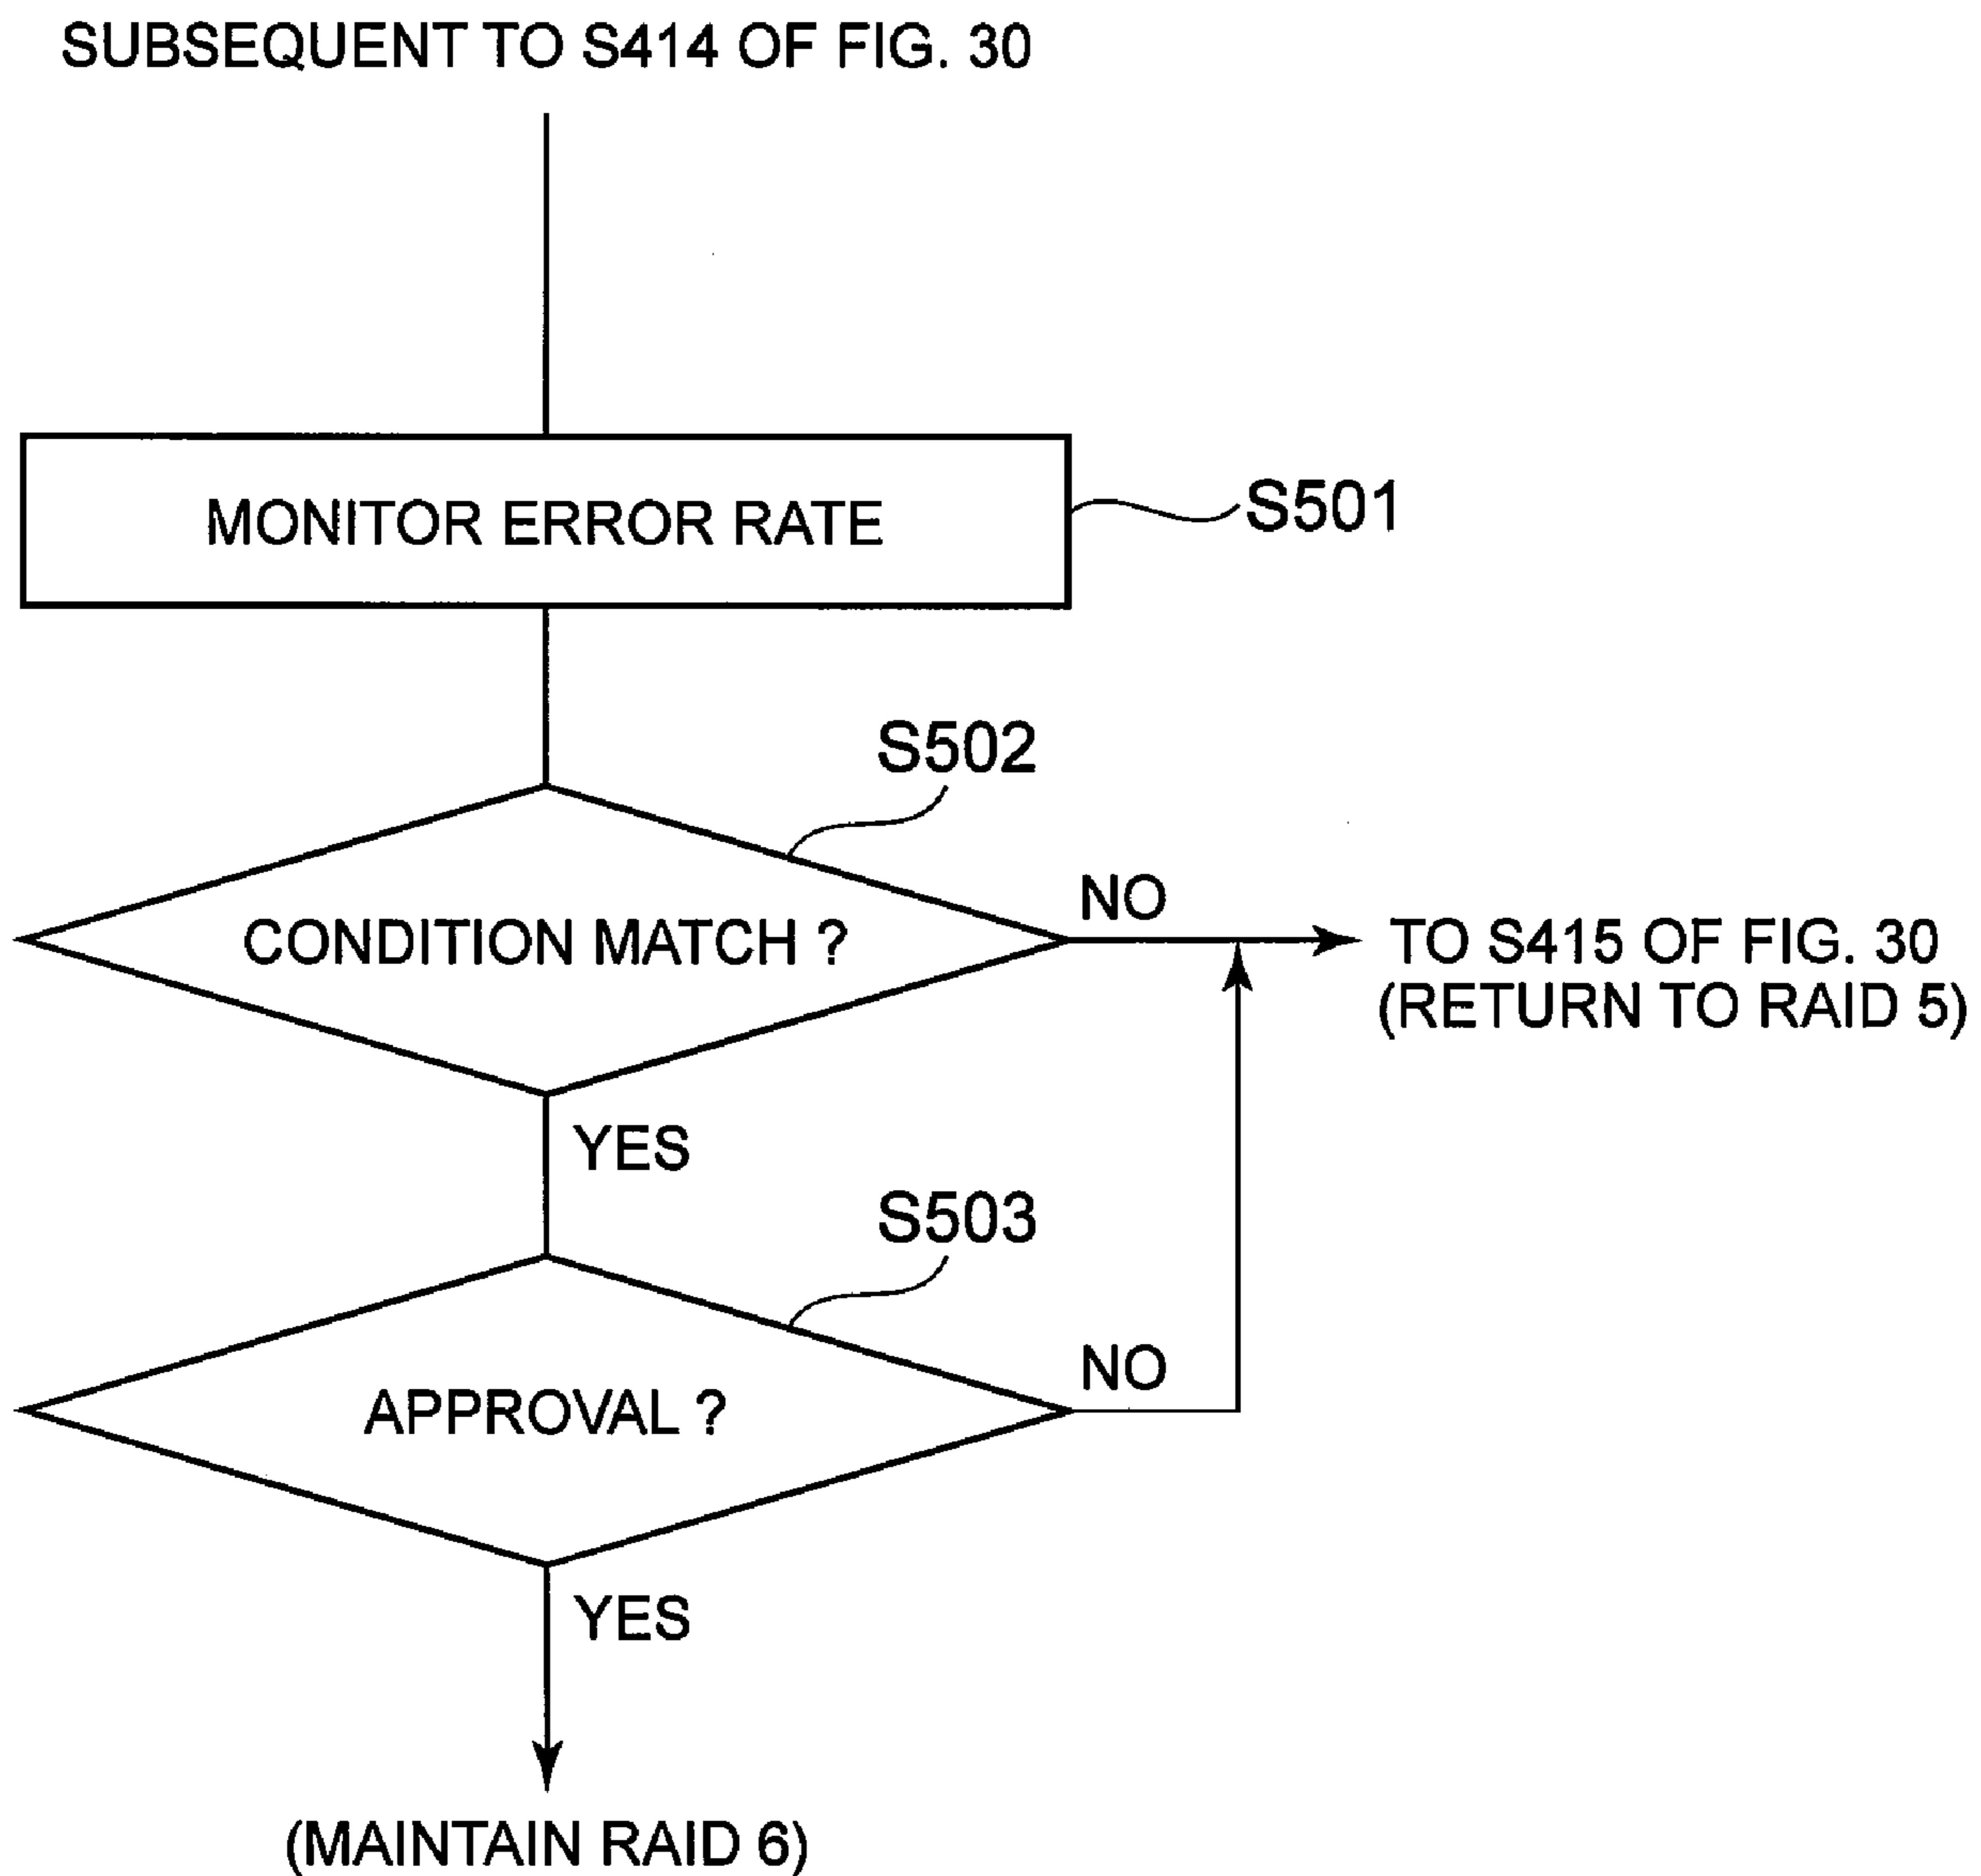 SUBSEQUENT TO S414 OF FIG. 30
MONITOR ERROR RATE
S501
S502
CONDITION MATCH ?
NO
TO S415 OF FIG. 30
(RETURN TO RAID 5)
YES
S503
APPROVAL ?
NO
YES
(MAINTAIN RAID 6)